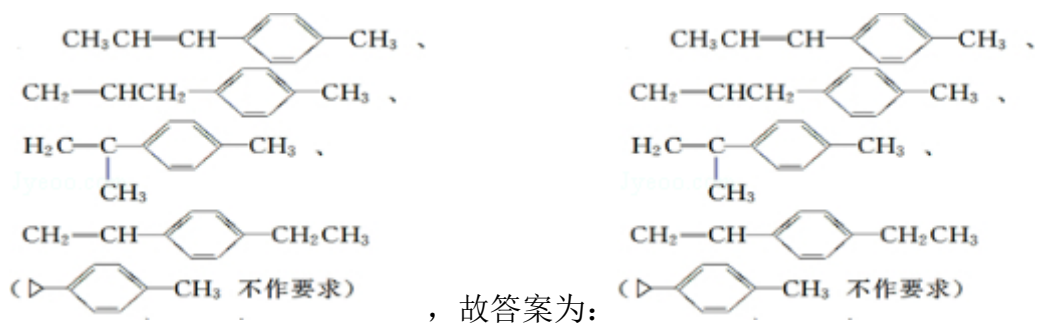 CH₃CH=CH—CH₃ 、
CH₂=CHCH₂—CH₃ 、
H₂C=C—CH₃ 、
CH₃
CH₂=CH—CH₂CH₃
(▷—CH₃ 不作要求)
,故答案为:
CH₃CH=CH—CH₃ 、
CH₂=CHCH₂—CH₃ 、
H₂C=C—CH₃ 、
CH₃
CH₂=CH—CH₂CH₃
(▷—CH₃ 不作要求)